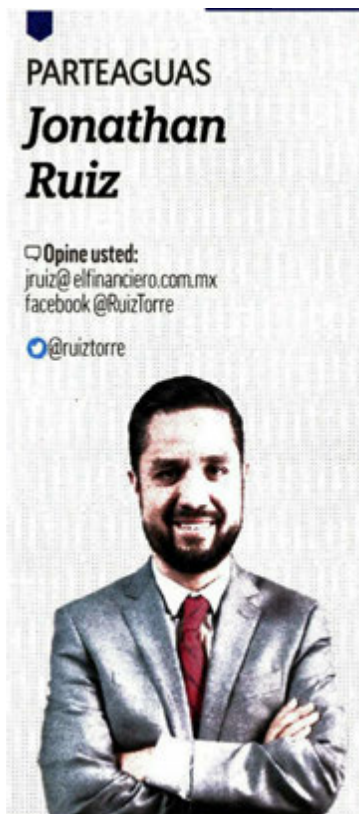 PARTEAGUAS
Jonathan
Ruiz
Opine usted:
jruiz@elfinanciero.com.mx
facebook @RuizTorre
@ruiztorre